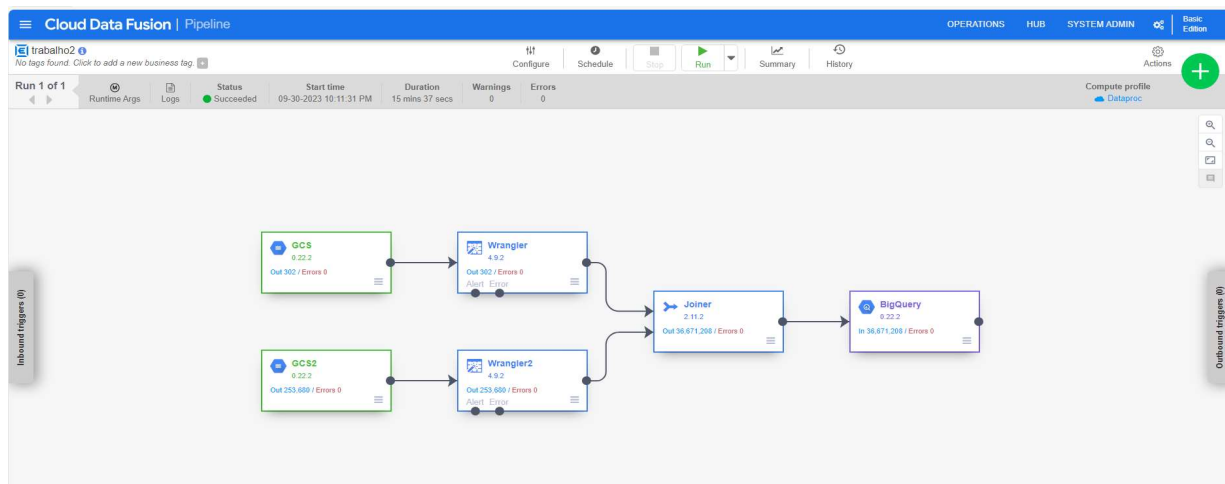 Cloud Data Fusion | Pipeline
OPERATIONS HUB SYSTEM ADMIN Basic Edition
trabalho2
No tags found. Click to add a new business tag. +
Configure Schedule Stop Run Summary History Actions
Run 1 of 1
Runtime Args Logs
Status
Succeeded
Start time
09-30-2023 10:11:31 PM
Duration
15 mins 37 secs
Warnings
0
Errors
0
Compute profile
Dataproc
Inbound triggers (0)
GCS
0.22.2
Out 302 / Errors 0
Wrangler
4.9.2
Out 302 / Errors 0
Alert Error
GCS2
0.22.2
Out 253,680 / Errors 0
Wrangler2
4.9.2
Out 253,680 / Errors 0
Alert Error
Joiner
2.11.2
Out 36,671,208 / Errors 0
BigQuery
0.22.2
In 36,671,208 / Errors 0
Outbound triggers (0)